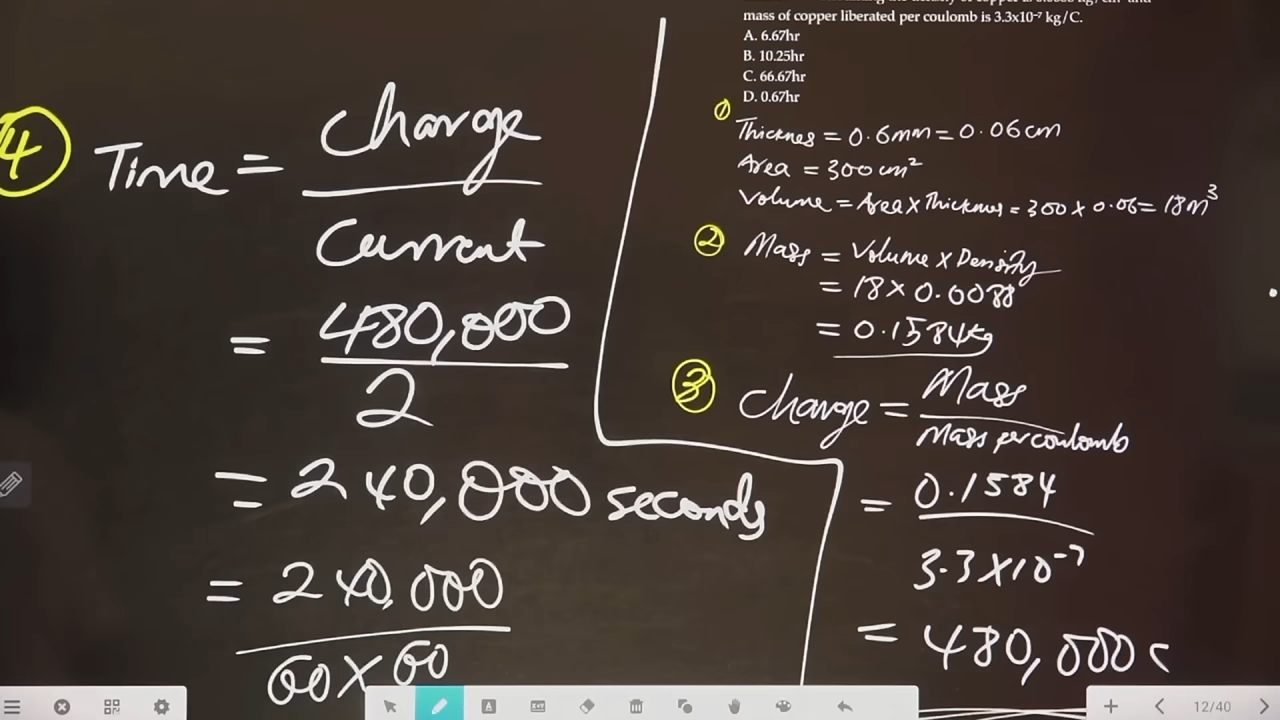 mass of copper liberated per coulomb is 3.3x10⁻⁷ kg/C.
A. 6.67hr
B. 10.25hr
C. 66.67hr
D. 0.67hr
①
Thicknes = 0.6mm = 0.06cm
Area = 300cm²
Volume = Area x Thicknes = 300 x 0.06 = 18m³
② Mass = Volume x Density
= 18 x 0.0088
= 0.1584kg
③ Charge = Mass
Mass per coulomb
= 0.1584
3.3x10⁻⁷
= 480,000 C
④ Time = Charge
Current
= 480,000
2
= 240,000 seconds
= 240,000
60 x 60
12/40